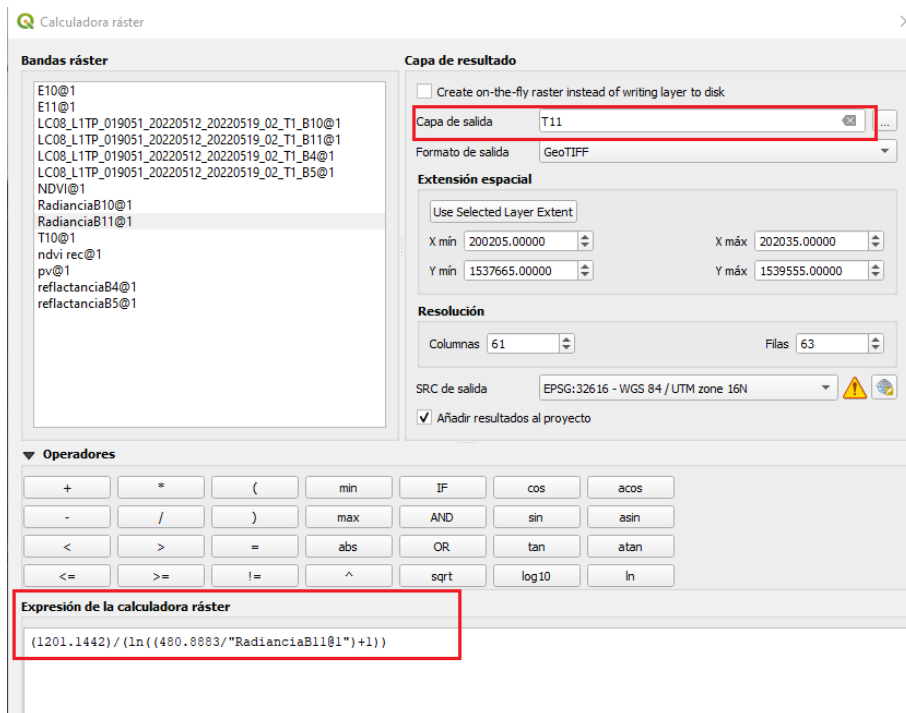 Calculadora ráster
Bandas ráster
E10@1
E11@1
LC08_L1TP_019051_20220512_20220519_02_T1_B10@1
LC08_L1TP_019051_20220512_20220519_02_T1_B11@1
LC08_L1TP_019051_20220512_20220519_02_T1_B4@1
LC08_L1TP_019051_20220512_20220519_02_T1_B5@1
NDVI@1
RadianciaB10@1
RadianciaB11@1
T10@1
ndvi rec@1
pv@1
reflactanciaB4@1
reflactanciaB5@1
Capa de resultado
Create on-the-fly raster instead of writing layer to disk
Capa de salida T11 ...
Formato de salida GeoTIFF
Extensión espacial
Use Selected Layer Extent
X mín 200205.00000 X máx 202035.00000
Y mín 1537665.00000 Y máx 1539555.00000
Resolución
Columnas 61 Filas 63
SRC de salida EPSG:32616 - WGS 84 / UTM zone 16N
Añadir resultados al proyecto
Operadores
+ * ( min IF cos acos
- / ) max AND sin asin
< > = abs OR tan atan
<= >= != ^ sqrt log10 ln
Expresión de la calculadora ráster
(1201.1442)/(ln((480.8883/"RadianciaB11@1")+1))